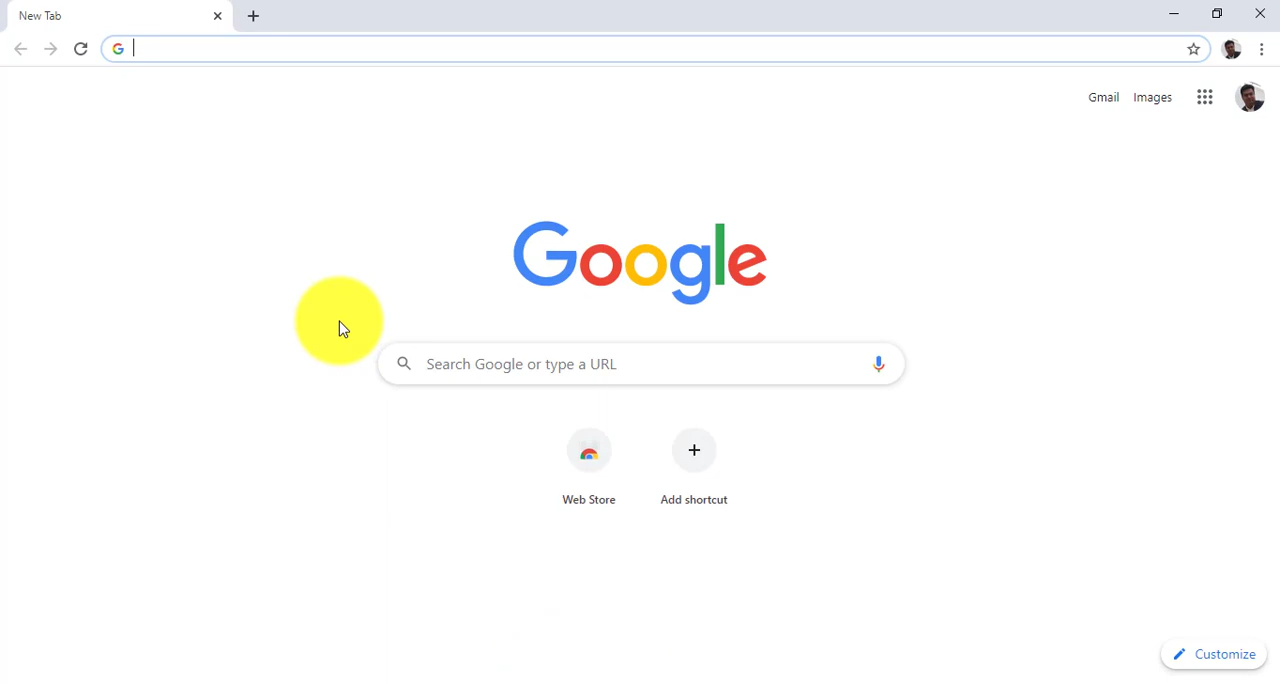 New Tab
Gmail Images
Google
Search Google or type a URL
Web Store Add shortcut
Customize